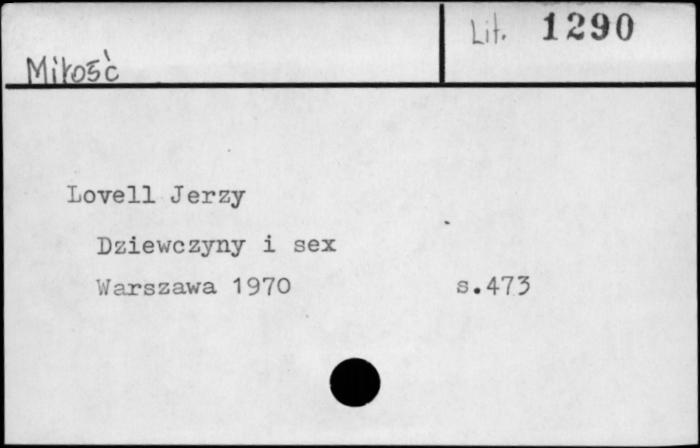 Miłość
Lit. 1290
Lovell Jerzy
Dziewczyny i sex
Warszawa 1970 s.473